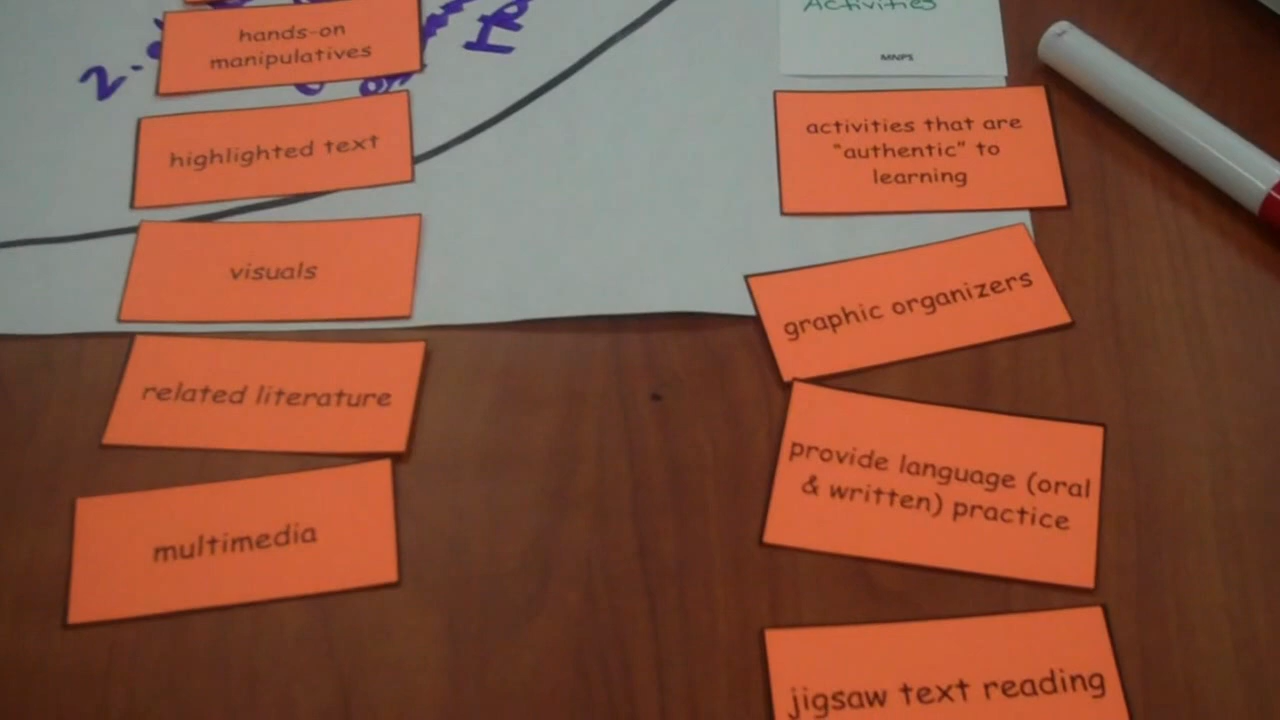 hands-on
manipulatives
2.
highlighted text
visuals
related literature
multimedia
Activities
MNPS
activities that are
"authentic" to
learning
graphic organizers
provide language (oral
& written) practice
jigsaw text reading